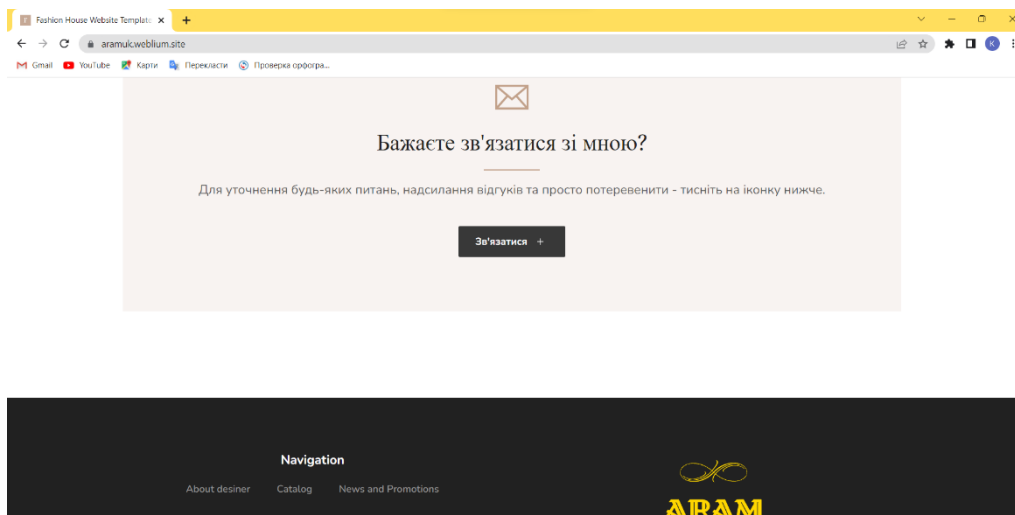 Fashion House Website Template
aramuk.weblium.site
Gmail YouTube Карти Перекласти Проверка орфогра...
Бажаєте зв'язатися зі мною?
Для уточнення будь-яких питань, надсилання відгуків та просто потеревенити - тисніть на іконку нижче.
Зв'язатися +
Navigation
About desiner Catalog News and Promotions
ARAM